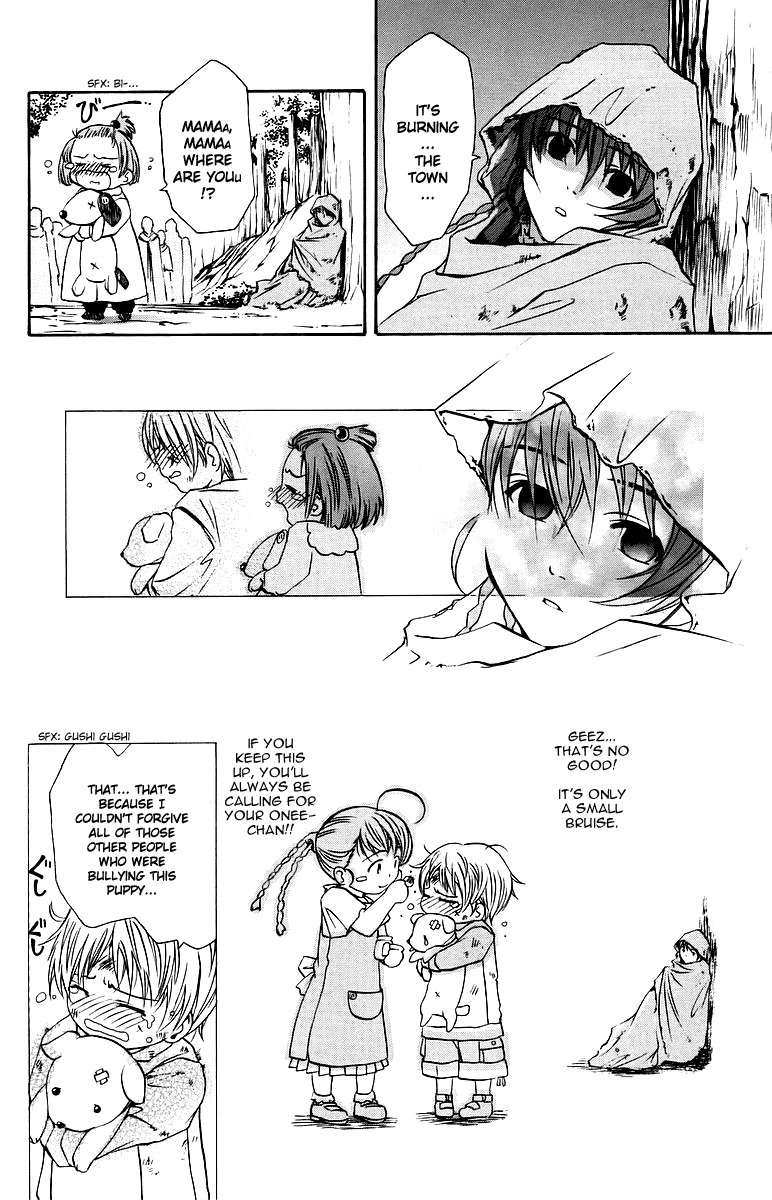 IT'S
BURNING
...
THE
TOWN
...
SFX: BI-...
びー
MAMAa,
MAMAa
WHERE
ARE YOUu
!?
GEEZ...
THAT'S NO
GOOD!
IT'S ONLY
A SMALL
BRUISE.
IF YOU
KEEP THIS
UP, YOU'LL
ALWAYS BE
CALLING FOR
YOUR ONEE-
CHAN!!
SFX: GUSHI GUSHI
THAT... THAT'S
BECAUSE I
COULDN'T FORGIVE
ALL OF THOSE
OTHER PEOPLE
WHO WERE
BULLYING THIS
PUPPY...
ぐし
ぐし